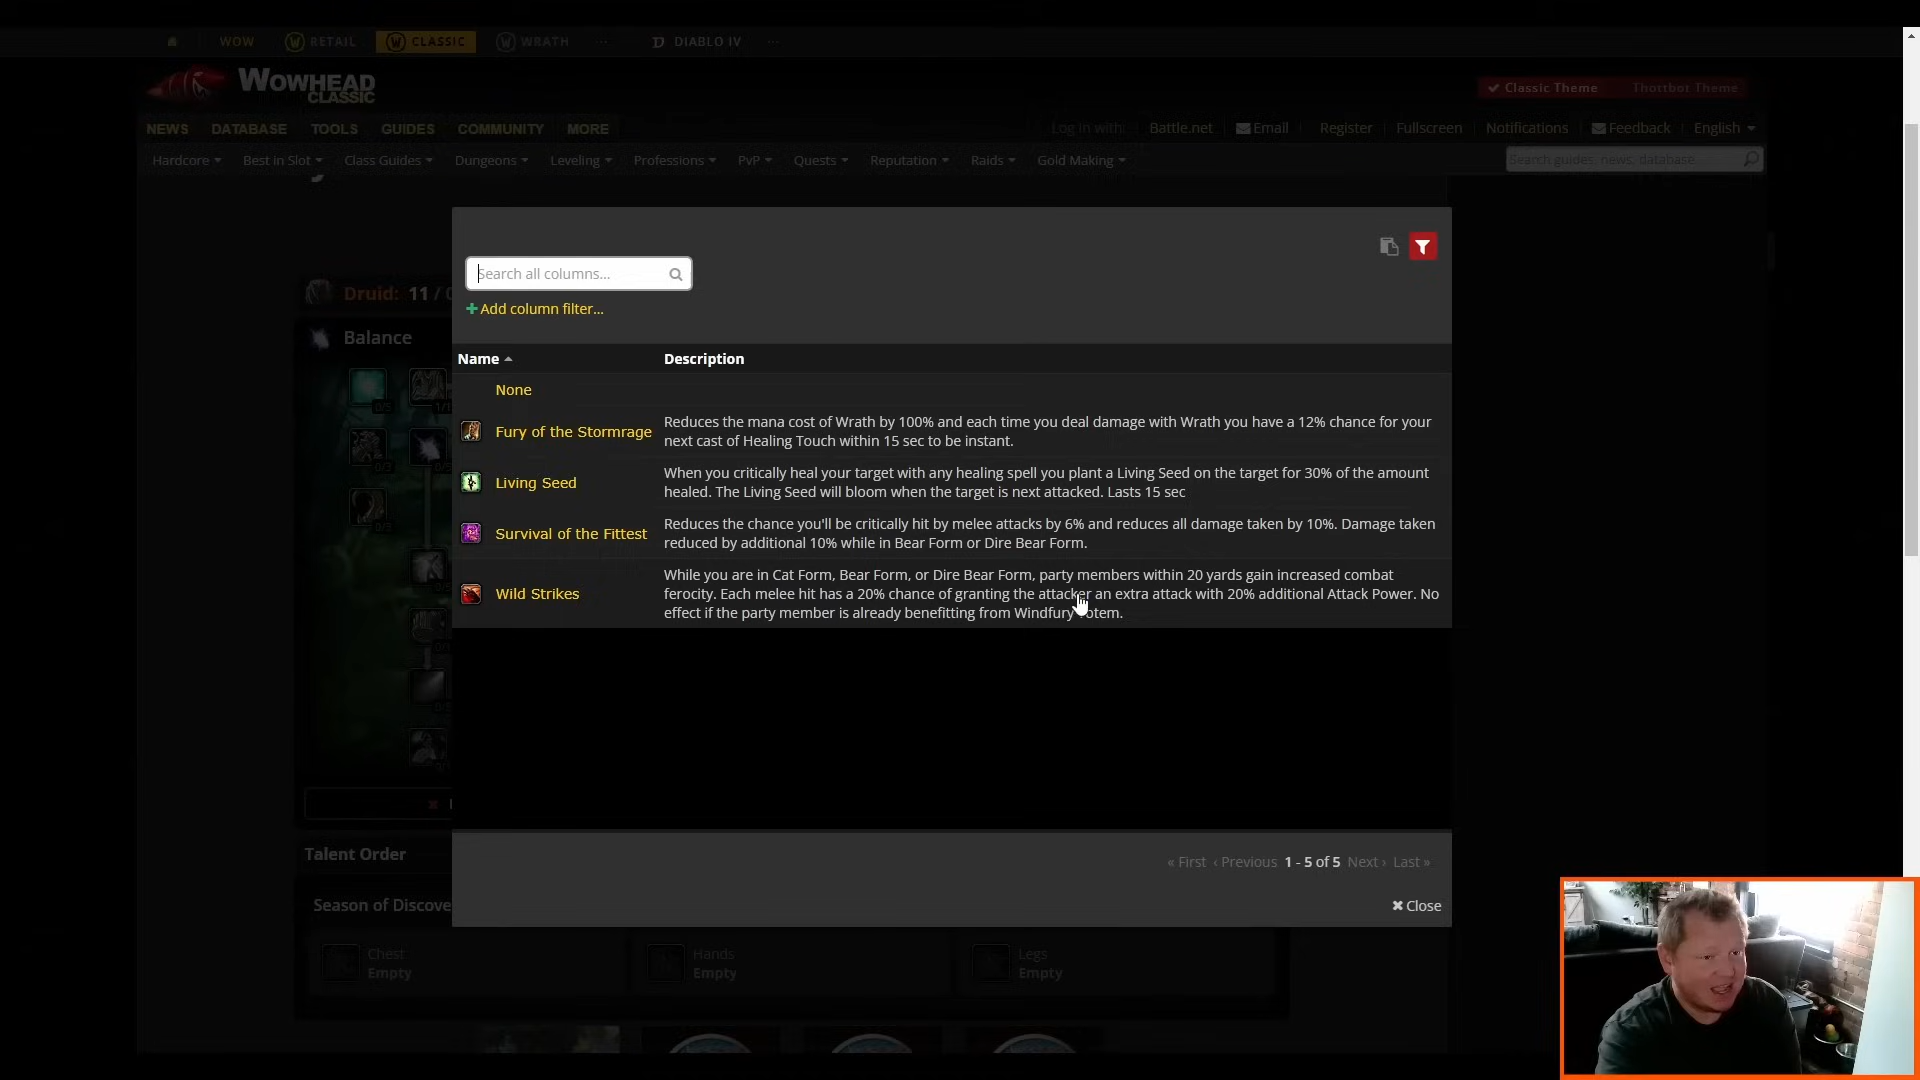 WOW RETAIL CLASSIC WRATH ... DIABLO IV ...
WOWHEAD
CLASSIC
Classic Theme Thottbot Theme
NEWS DATABASE TOOLS GUIDES COMMUNITY MORE
Log in with: Battle.net Email Register Fullscreen Notifications Feedback English
Hardcore Best in Slot Class Guides Dungeons Leveling Professions PvP Quests Reputation Raids Gold Making
Search guides, news, database...
Search all columns...
Add column filter...
Druid: 11 /
Balance
Name Description
None
Fury of the Stormrage
Reduces the mana cost of Wrath by 100% and each time you deal damage with Wrath you have a 12% chance for your
next cast of Healing Touch within 15 sec to be instant.
Living Seed
When you critically heal your target with any healing spell you plant a Living Seed on the target for 30% of the amount
healed. The Living Seed will bloom when the target is next attacked. Lasts 15 sec
Survival of the Fittest
Reduces the chance you'll be critically hit by melee attacks by 6% and reduces all damage taken by 10%. Damage taken
reduced by additional 10% while in Bear Form or Dire Bear Form.
Wild Strikes
While you are in Cat Form, Bear Form, or Dire Bear Form, party members within 20 yards gain increased combat
ferocity. Each melee hit has a 20% chance of granting the attacker an extra attack with 20% additional Attack Power. No
effect if the party member is already benefitting from Windfury Totem.
« First ‹ Previous 1 - 5 of 5 Next › Last »
Close
Talent Order
Season of Discove
Chest
Empty
Hands
Empty
Legs
Empty